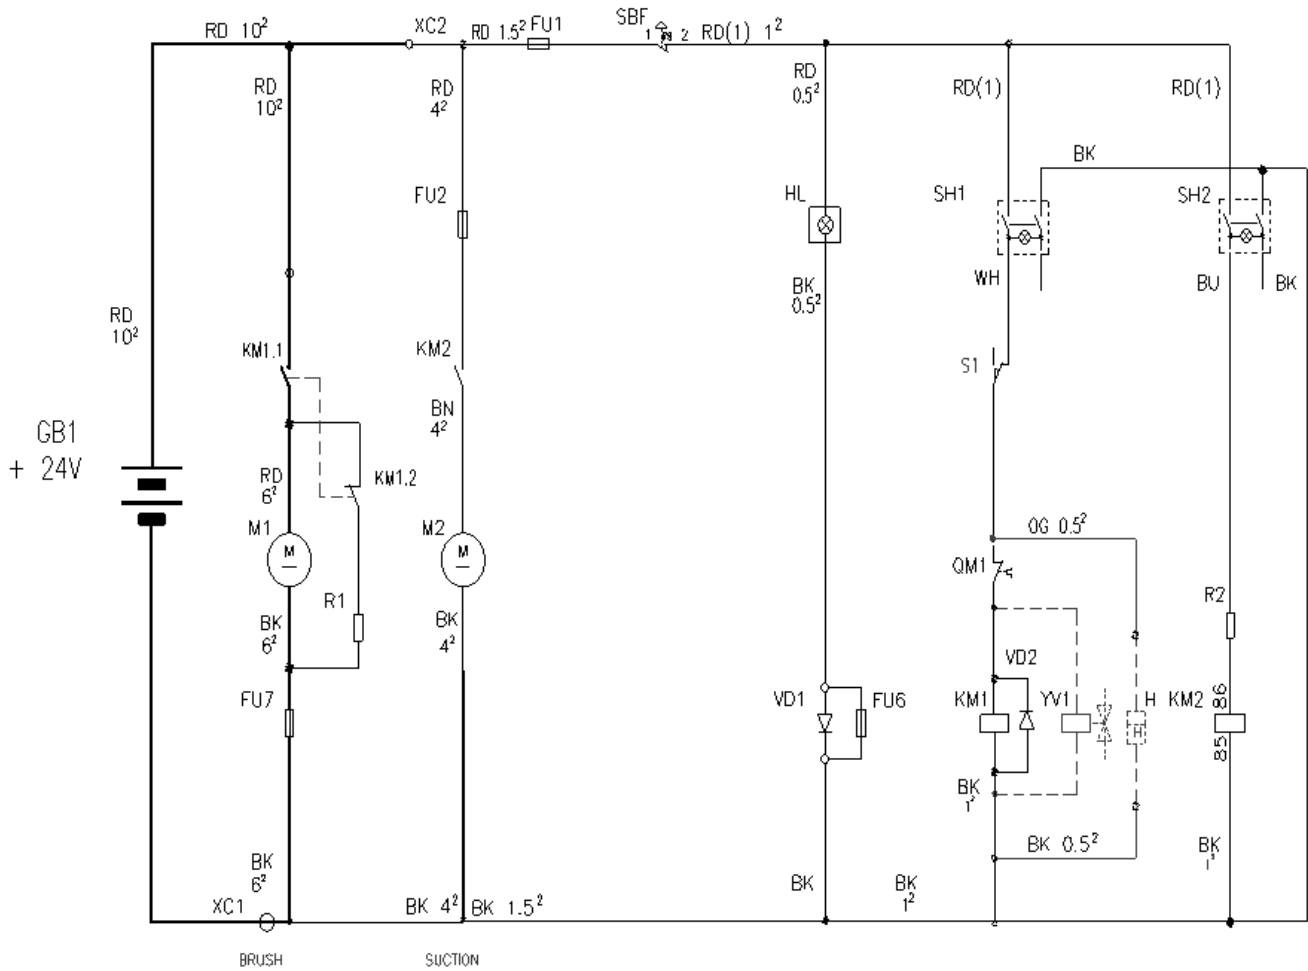 SBF
XC2
RD 10²
RD 1.5² FU1
1 2
RD(1) 1²
RD
10²
RD
4²
RD
0.5²
RD(1)
RD(1)
BK
FU2
HL
SH1
SH2
WH
BU
BK
BK
0.5²
RD
10²
KM1.1
KM2
S1
BN
4²
GB1
+ 24V
RD
6²
KM1.2
M1
M
M2
M
OG 0.5²
QM1
R1
R2
BK
6²
BK
4²
VD2
FU7
VD1
FU6
KM1
YV1
H
H
KM2
86
85
BK
1²
BK 0.5²
BK
1²
BK
6²
BK
BK
1²
XC1
BK 4²
BK 1.5²
BRUSH
SUCTION